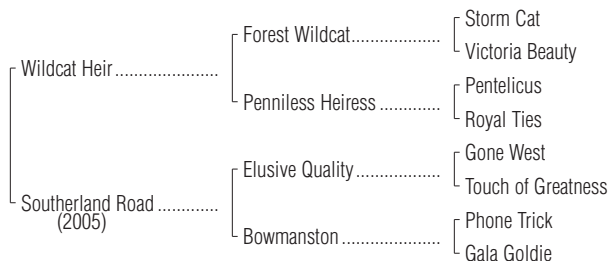 Storm Cat
Forest Wildcat....................
Victoria Beauty
Wildcat Heir.......................
Pentelicus
Penniless Heiress..................
Royal Ties
Gone West
Elusive Quality...................
Touch of Greatness
Southerland Road.............
(2005)
Phone Trick
Bowmanston......................
Gala Goldie